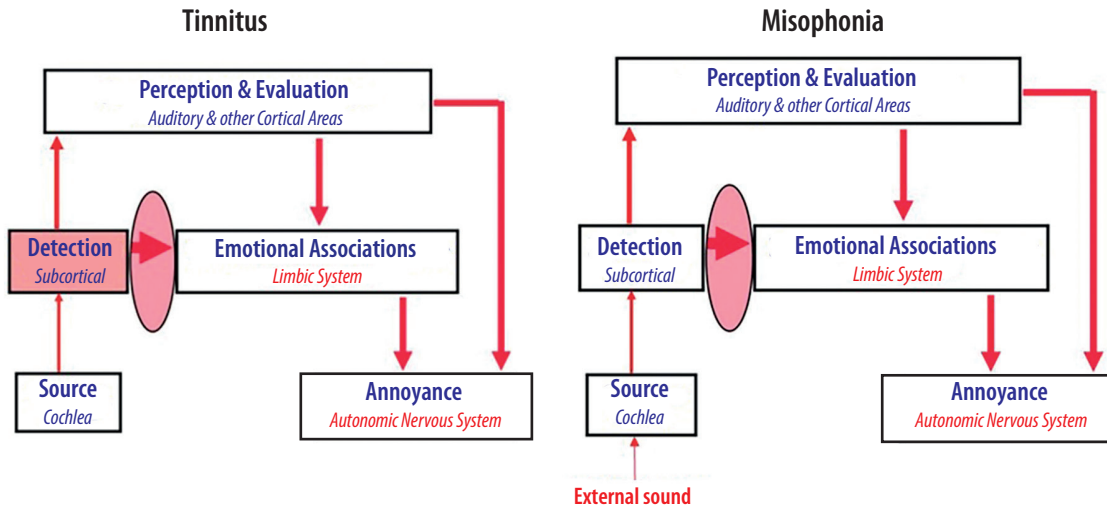 Tinnitus
Perception & Evaluation
Auditory & other Cortical Areas
Detection
Subcortical
Emotional Associations
Limbic System
Source
Cochlea
Annoyance
Autonomic Nervous System
Misophonia
Perception & Evaluation
Auditory & other Cortical Areas
Detection
Subcortical
Emotional Associations
Limbic System
Source
Cochlea
Annoyance
Autonomic Nervous System
External sound